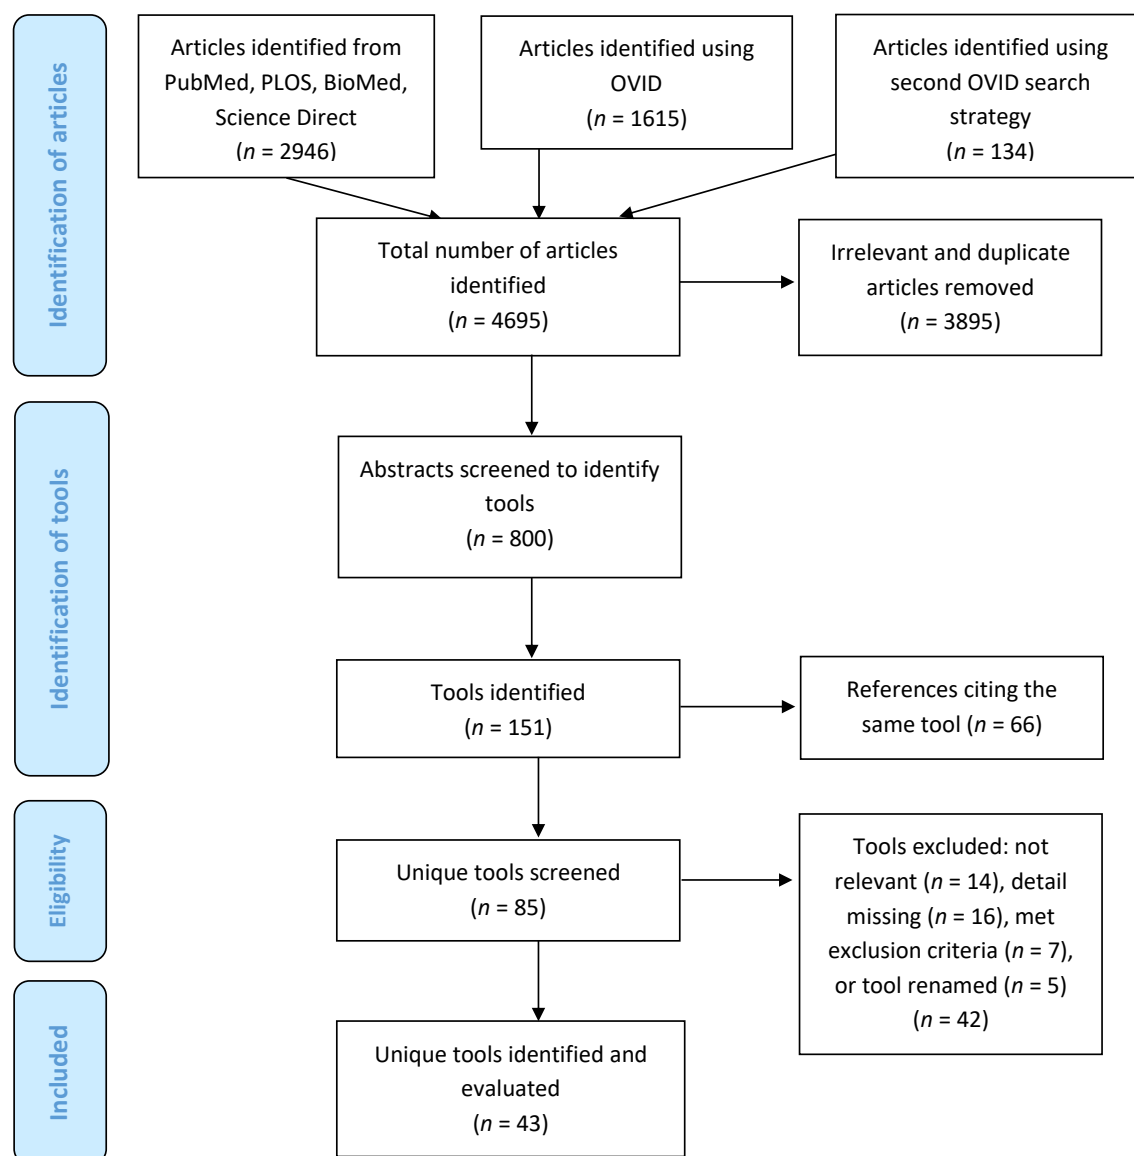 Identification of articles
Articles identified from
PubMed, PLOS, BioMed,
Science Direct
(n = 2946)
Articles identified using
OVID
(n = 1615)
Articles identified using
second OVID search
strategy
(n = 134)
Total number of articles
identified
(n = 4695)
Irrelevant and duplicate
articles removed
(n = 3895)
Identification of tools
Abstracts screened to identify
tools
(n = 800)
Tools identified
(n = 151)
References citing the
same tool (n = 66)
Eligibility
Unique tools screened
(n = 85)
Tools excluded: not
relevant (n = 14), detail
missing (n = 16), met
exclusion criteria (n = 7),
or tool renamed (n = 5)
(n = 42)
Included
Unique tools identified and
evaluated
(n = 43)